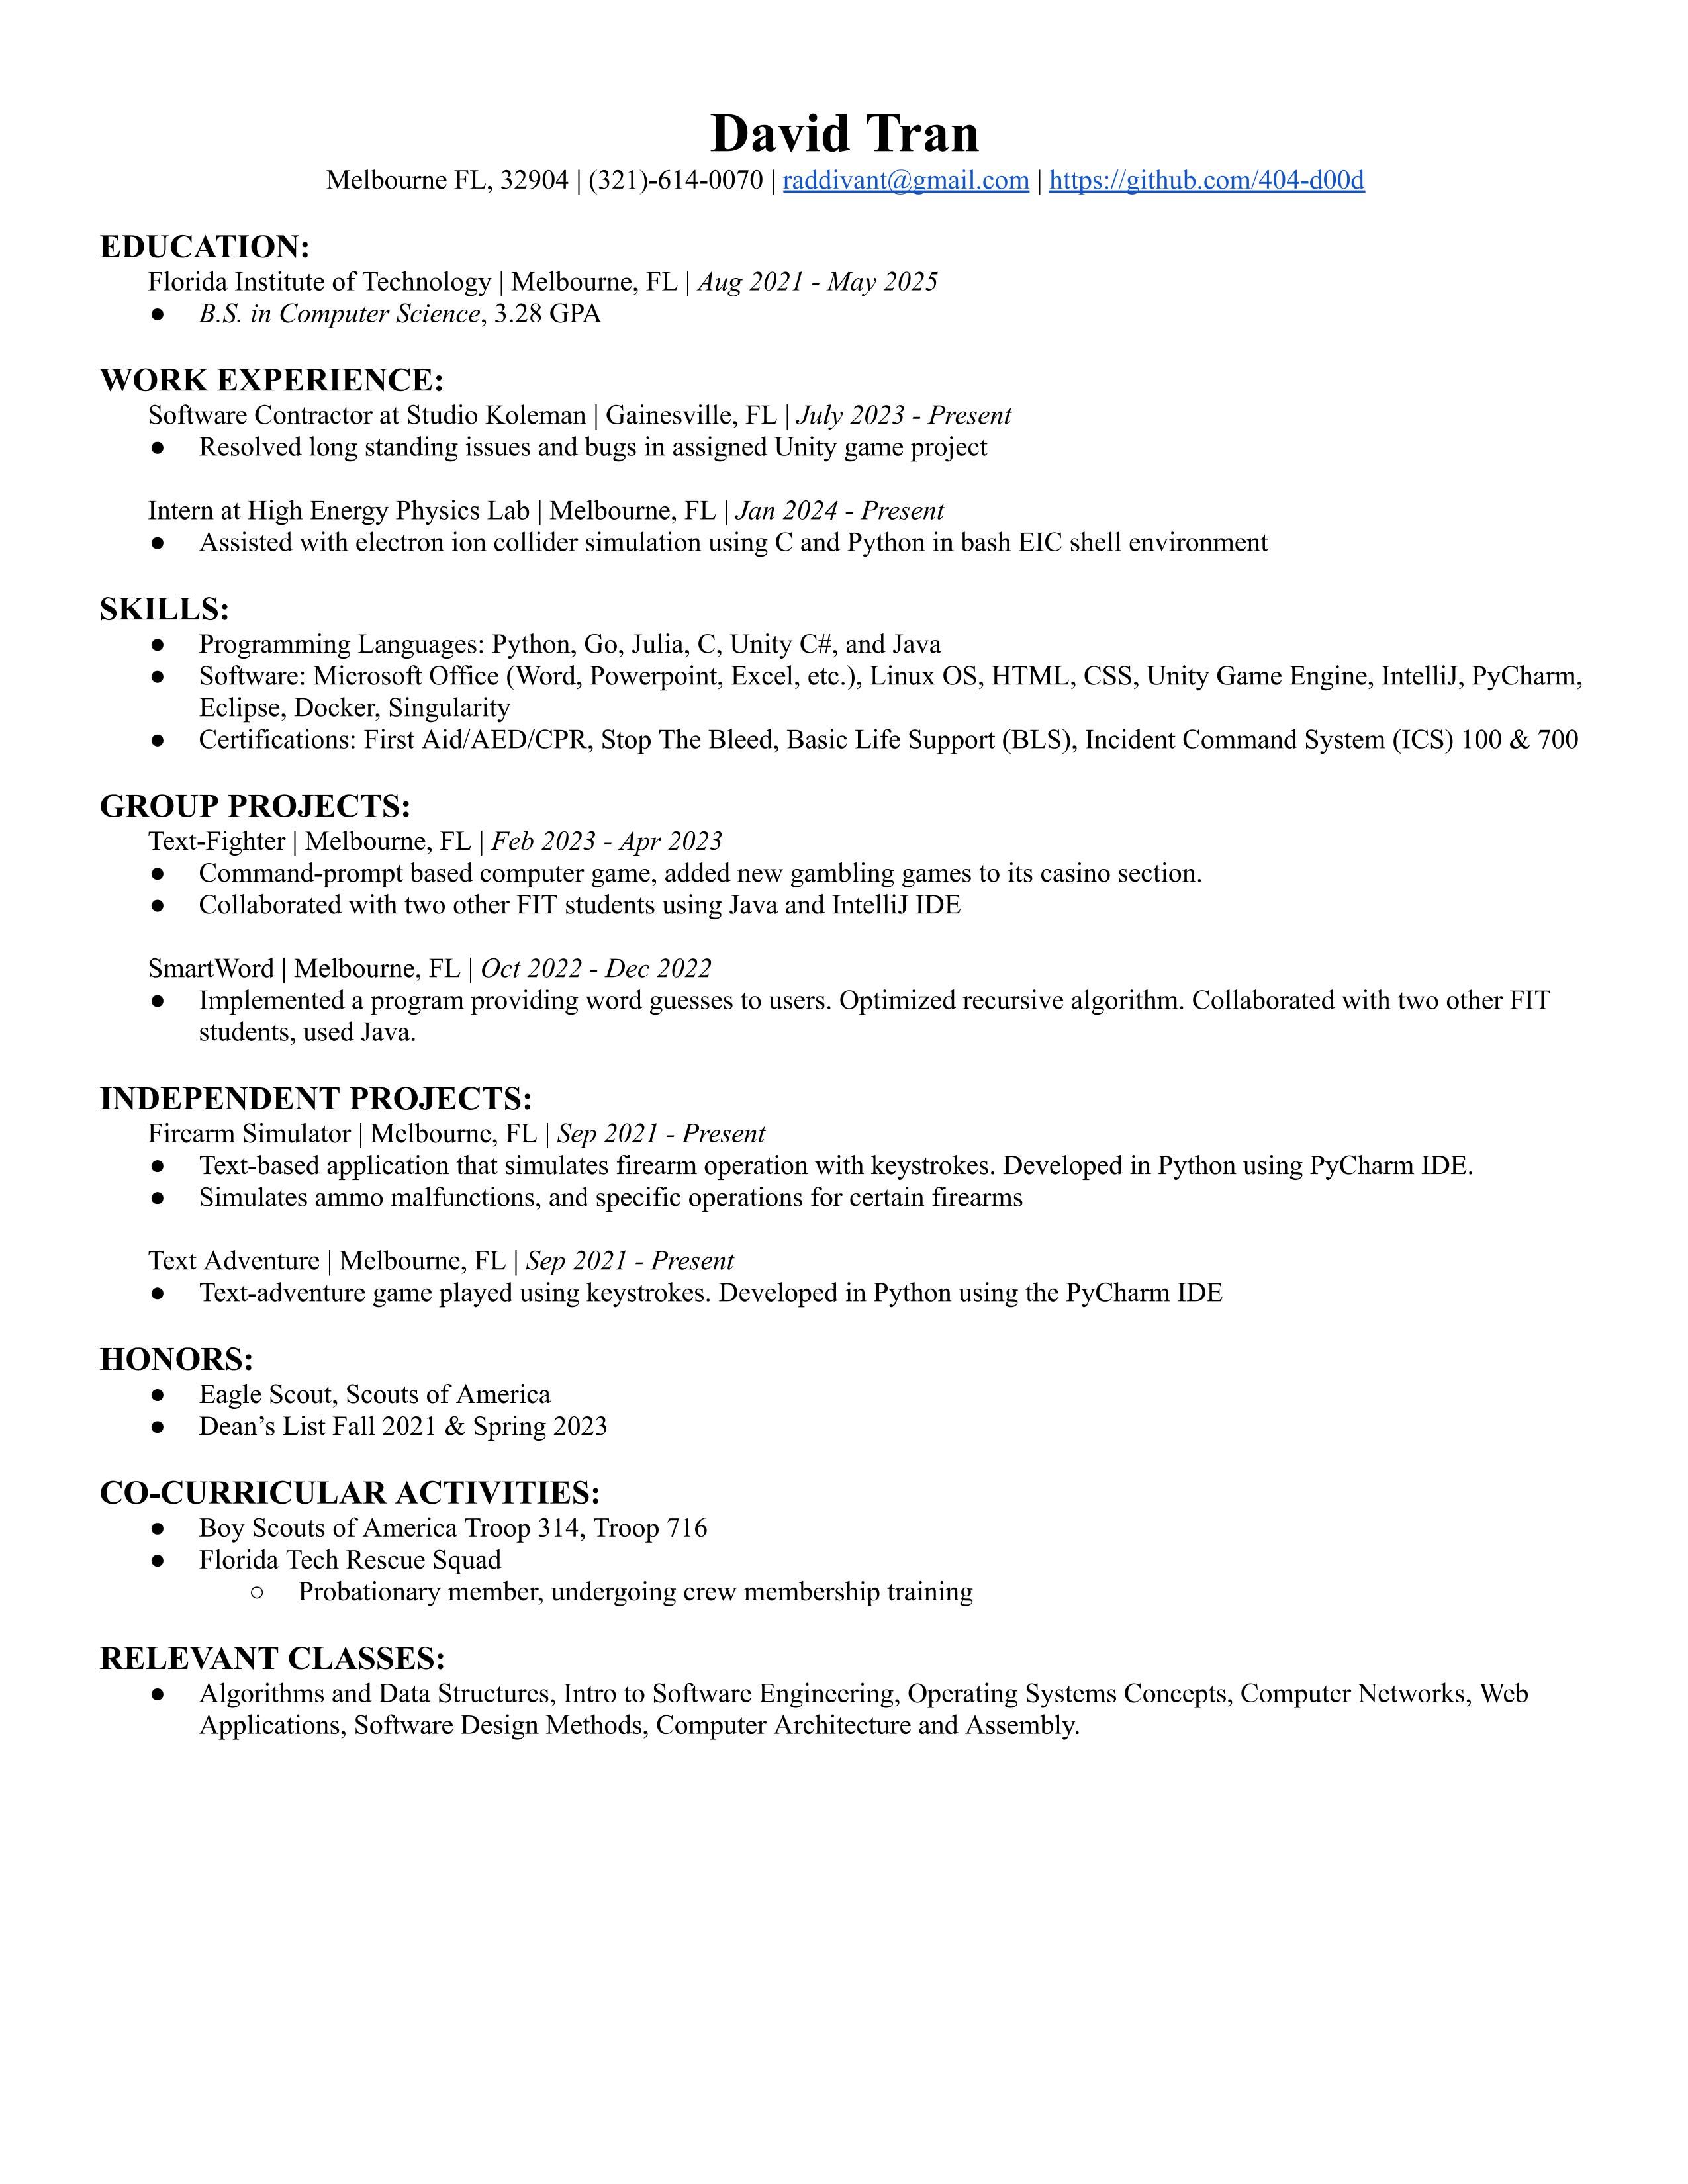 David Tran
Melbourne FL, 32904 | (321)-614-0070 | raddivant@gmail.com | https://github.com/404-d00d
EDUCATION:
Florida Institute of Technology | Melbourne, FL | Aug 2021 - May 2025
● B.S. in Computer Science, 3.28 GPA
WORK EXPERIENCE:
Software Contractor at Studio Koleman | Gainesville, FL | July 2023 - Present
● Resolved long standing issues and bugs in assigned Unity game project
Intern at High Energy Physics Lab | Melbourne, FL | Jan 2024 - Present
● Assisted with electron ion collider simulation using C and Python in bash EIC shell environment
SKILLS:
● Programming Languages: Python, Go, Julia, C, Unity C#, and Java
● Software: Microsoft Office (Word, Powerpoint, Excel, etc.), Linux OS, HTML, CSS, Unity Game Engine, IntelliJ, PyCharm,
Eclipse, Docker, Singularity
● Certifications: First Aid/AED/CPR, Stop The Bleed, Basic Life Support (BLS), Incident Command System (ICS) 100 & 700
GROUP PROJECTS:
Text-Fighter | Melbourne, FL | Feb 2023 - Apr 2023
● Command-prompt based computer game, added new gambling games to its casino section.
● Collaborated with two other FIT students using Java and IntelliJ IDE
SmartWord | Melbourne, FL | Oct 2022 - Dec 2022
● Implemented a program providing word guesses to users. Optimized recursive algorithm. Collaborated with two other FIT
students, used Java.
INDEPENDENT PROJECTS:
Firearm Simulator | Melbourne, FL | Sep 2021 - Present
● Text-based application that simulates firearm operation with keystrokes. Developed in Python using PyCharm IDE.
● Simulates ammo malfunctions, and specific operations for certain firearms
Text Adventure | Melbourne, FL | Sep 2021 - Present
● Text-adventure game played using keystrokes. Developed in Python using the PyCharm IDE
HONORS:
● Eagle Scout, Scouts of America
● Dean’s List Fall 2021 & Spring 2023
CO-CURRICULAR ACTIVITIES:
● Boy Scouts of America Troop 314, Troop 716
● Florida Tech Rescue Squad
○ Probationary member, undergoing crew membership training
RELEVANT CLASSES:
● Algorithms and Data Structures, Intro to Software Engineering, Operating Systems Concepts, Computer Networks, Web
Applications, Software Design Methods, Computer Architecture and Assembly.